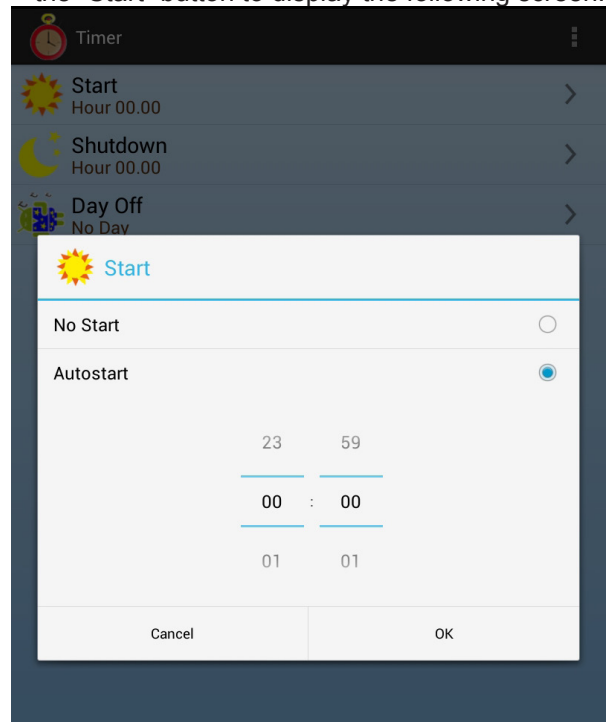 the "Start" button to display the following screen:
Timer
Start
Hour 00.00
Shutdown
Hour 00.00
Day Off
No Day
Start
No Start
Autostart
23 59
00 : 00
01 01
Cancel OK